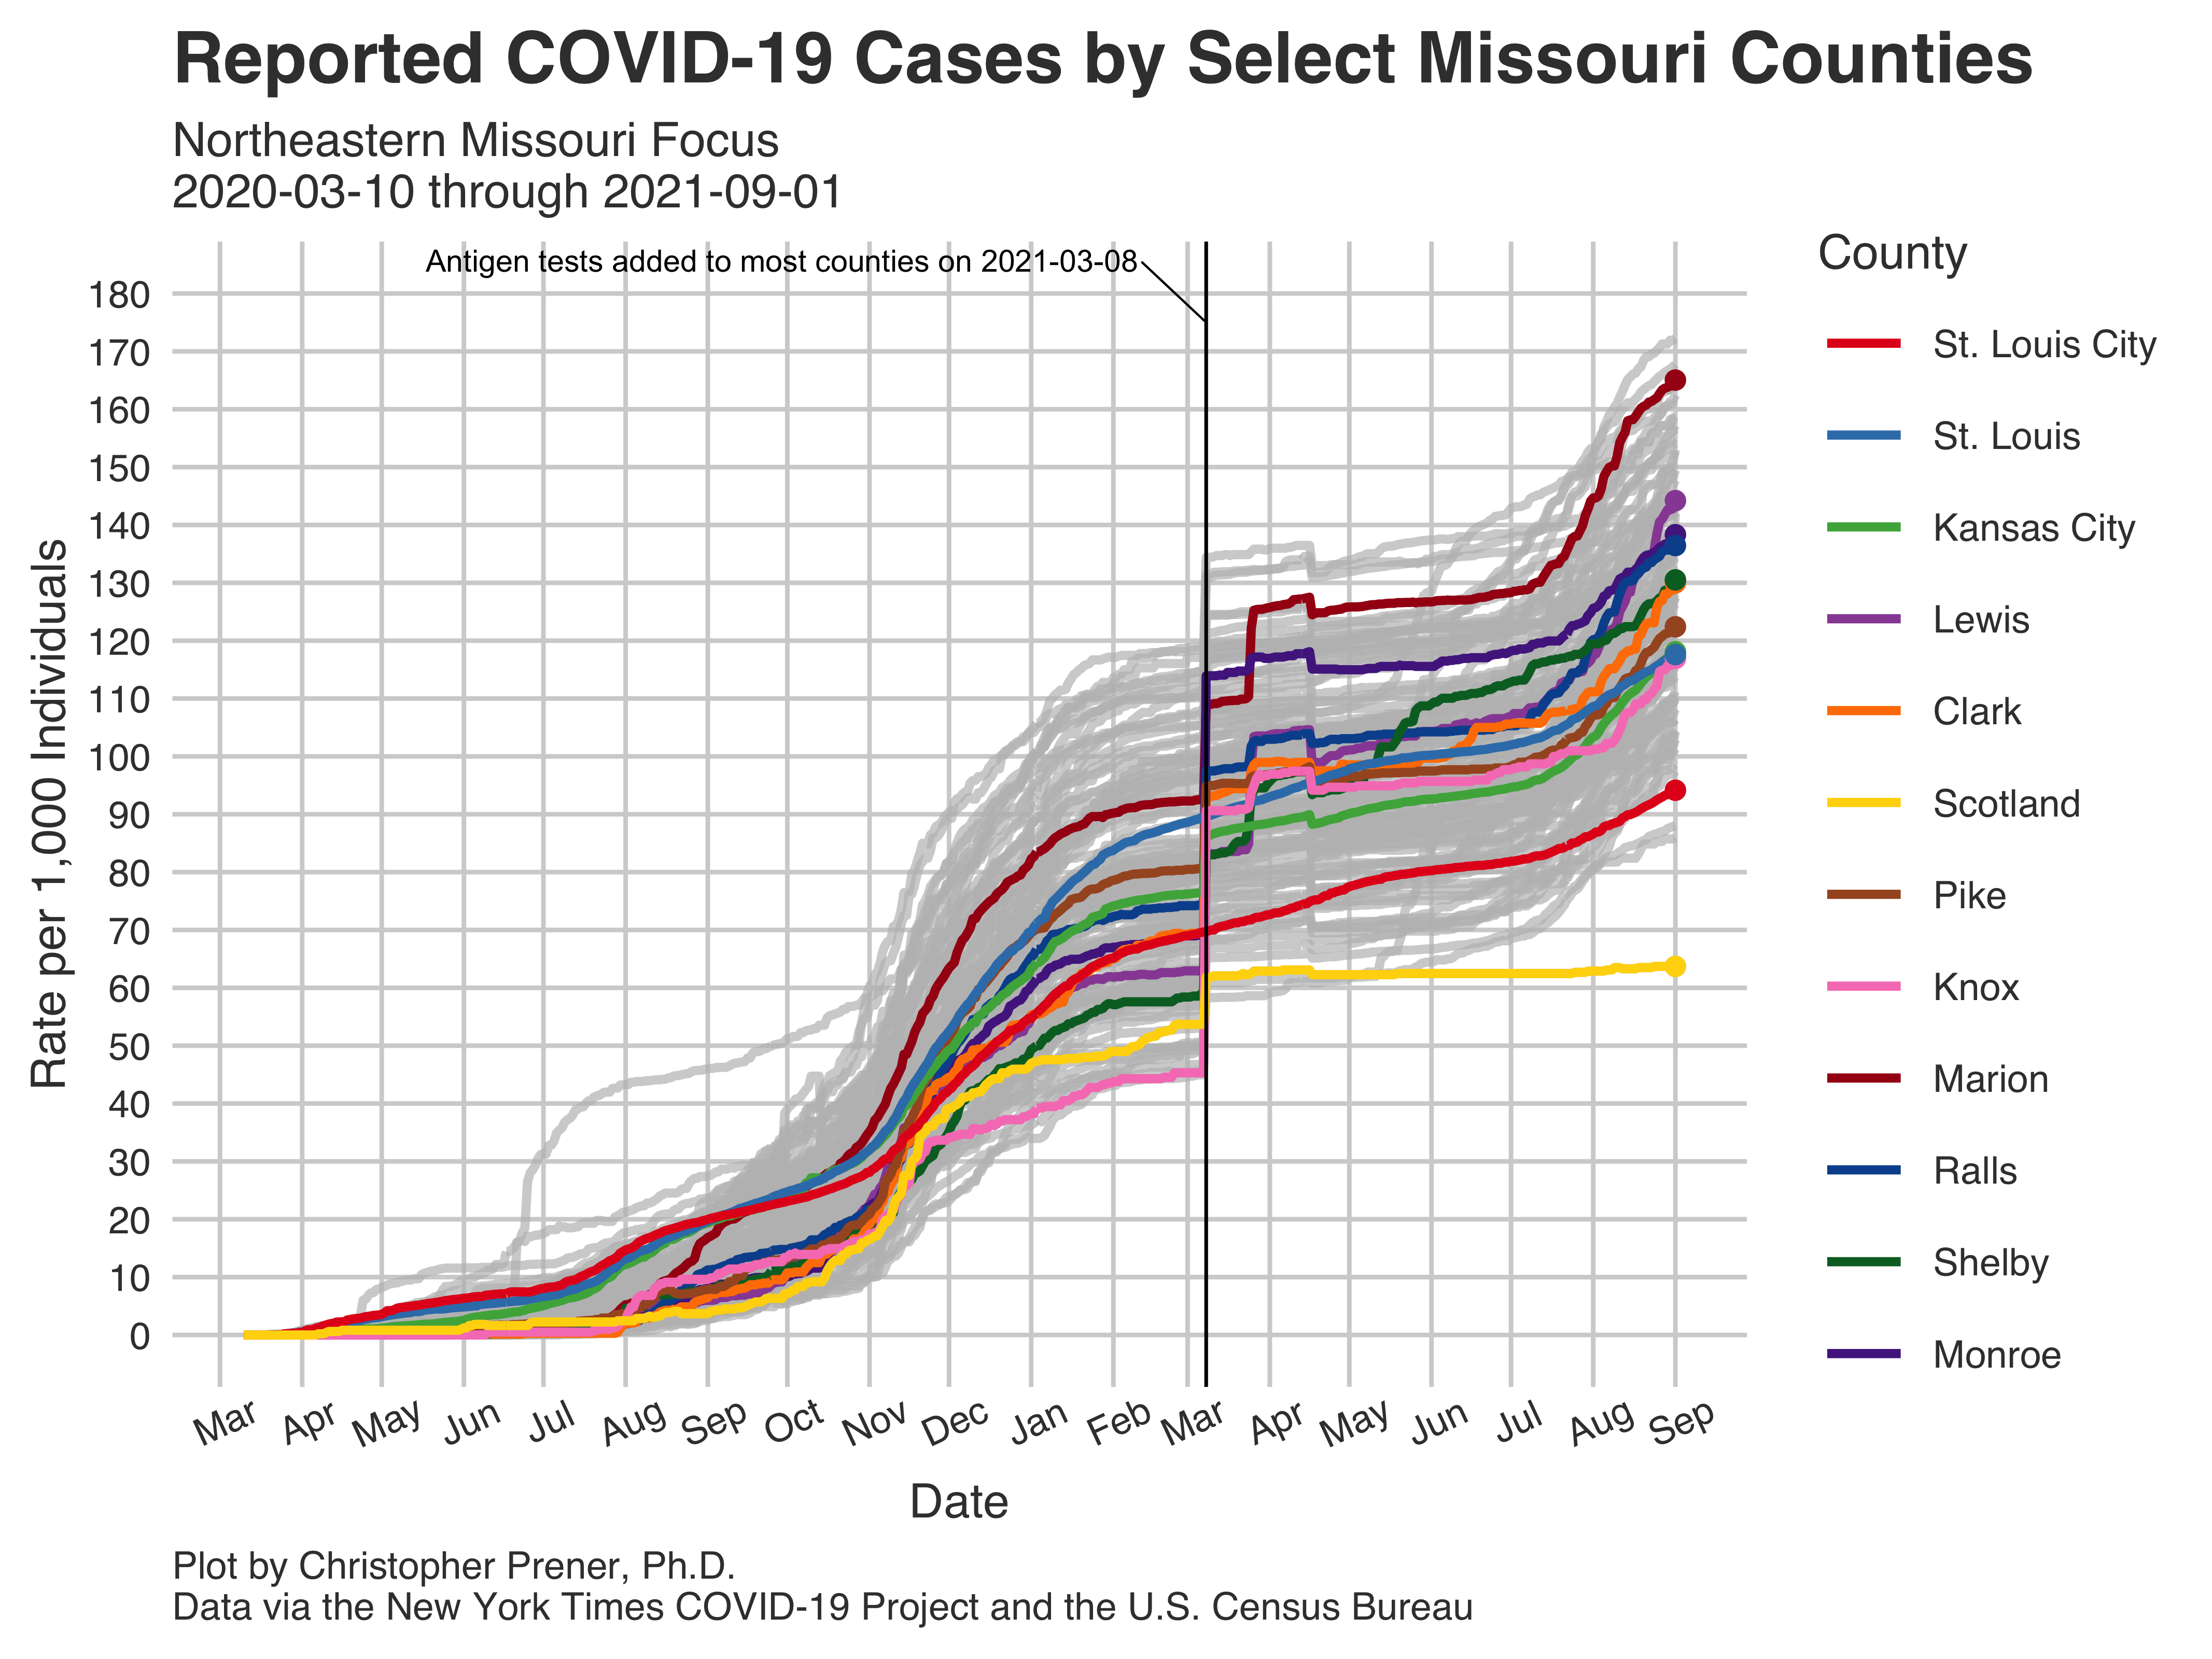 Reported COVID-19 Cases by Select Missouri Counties
Northeastern Missouri Focus
2020-03-10 through 2021-09-01
Antigen tests added to most counties on 2021-03-08
Rate per 1,000 Individuals
180
170
160
150
140
130
120
110
100
90
80
70
60
50
40
30
20
10
0
Mar Apr May Jun Jul Aug Sep Oct Nov Dec Jan Feb Mar Apr May Jun Jul Aug Sep
Date
County
St. Louis City
St. Louis
Kansas City
Lewis
Clark
Scotland
Pike
Knox
Marion
Ralls
Shelby
Monroe
Plot by Christopher Prener, Ph.D.
Data via the New York Times COVID-19 Project and the U.S. Census Bureau